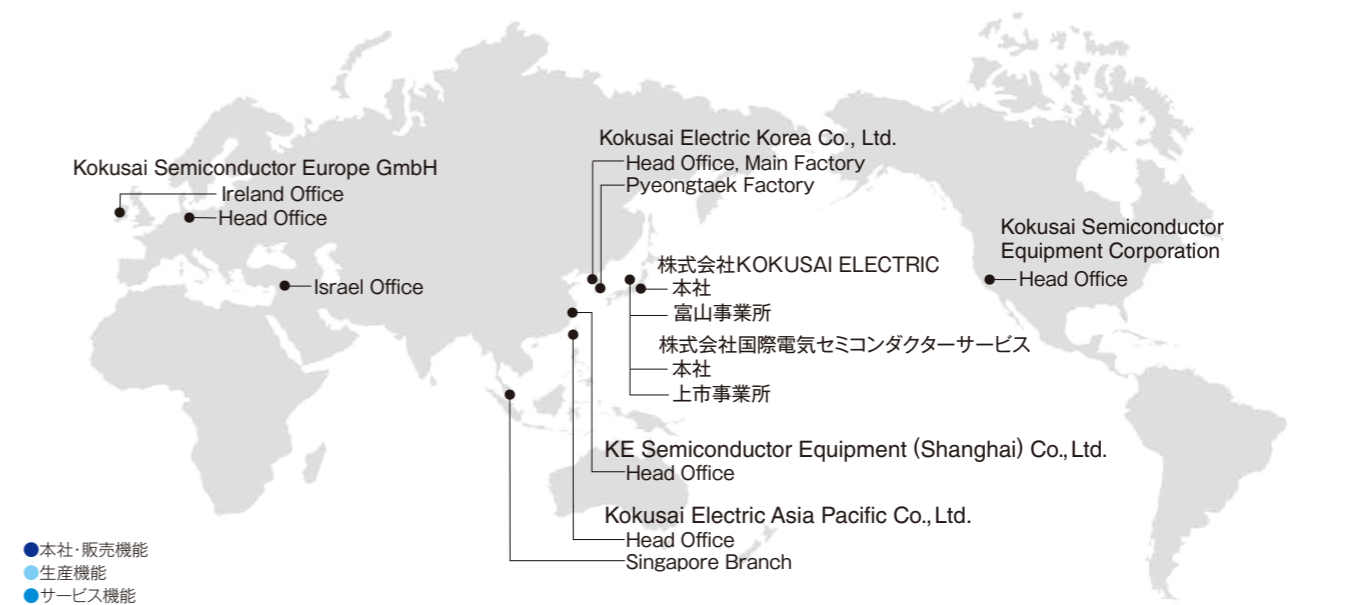 Kokusai Semiconductor Europe GmbH
Ireland Office
Head Office
Israel Office
Kokusai Electric Korea Co., Ltd.
Head Office, Main Factory
Pyeongtaek Factory
株式会社KOKUSAI ELECTRIC
本社
富山事業所
株式会社国際電気セミコンダクターサービス
本社
上市事業所
Kokusai Semiconductor
Equipment Corporation
Head Office
KE Semiconductor Equipment (Shanghai) Co., Ltd.
Head Office
Kokusai Electric Asia Pacific Co., Ltd.
Head Office
Singapore Branch
●本社・販売機能
●生産機能
●サービス機能